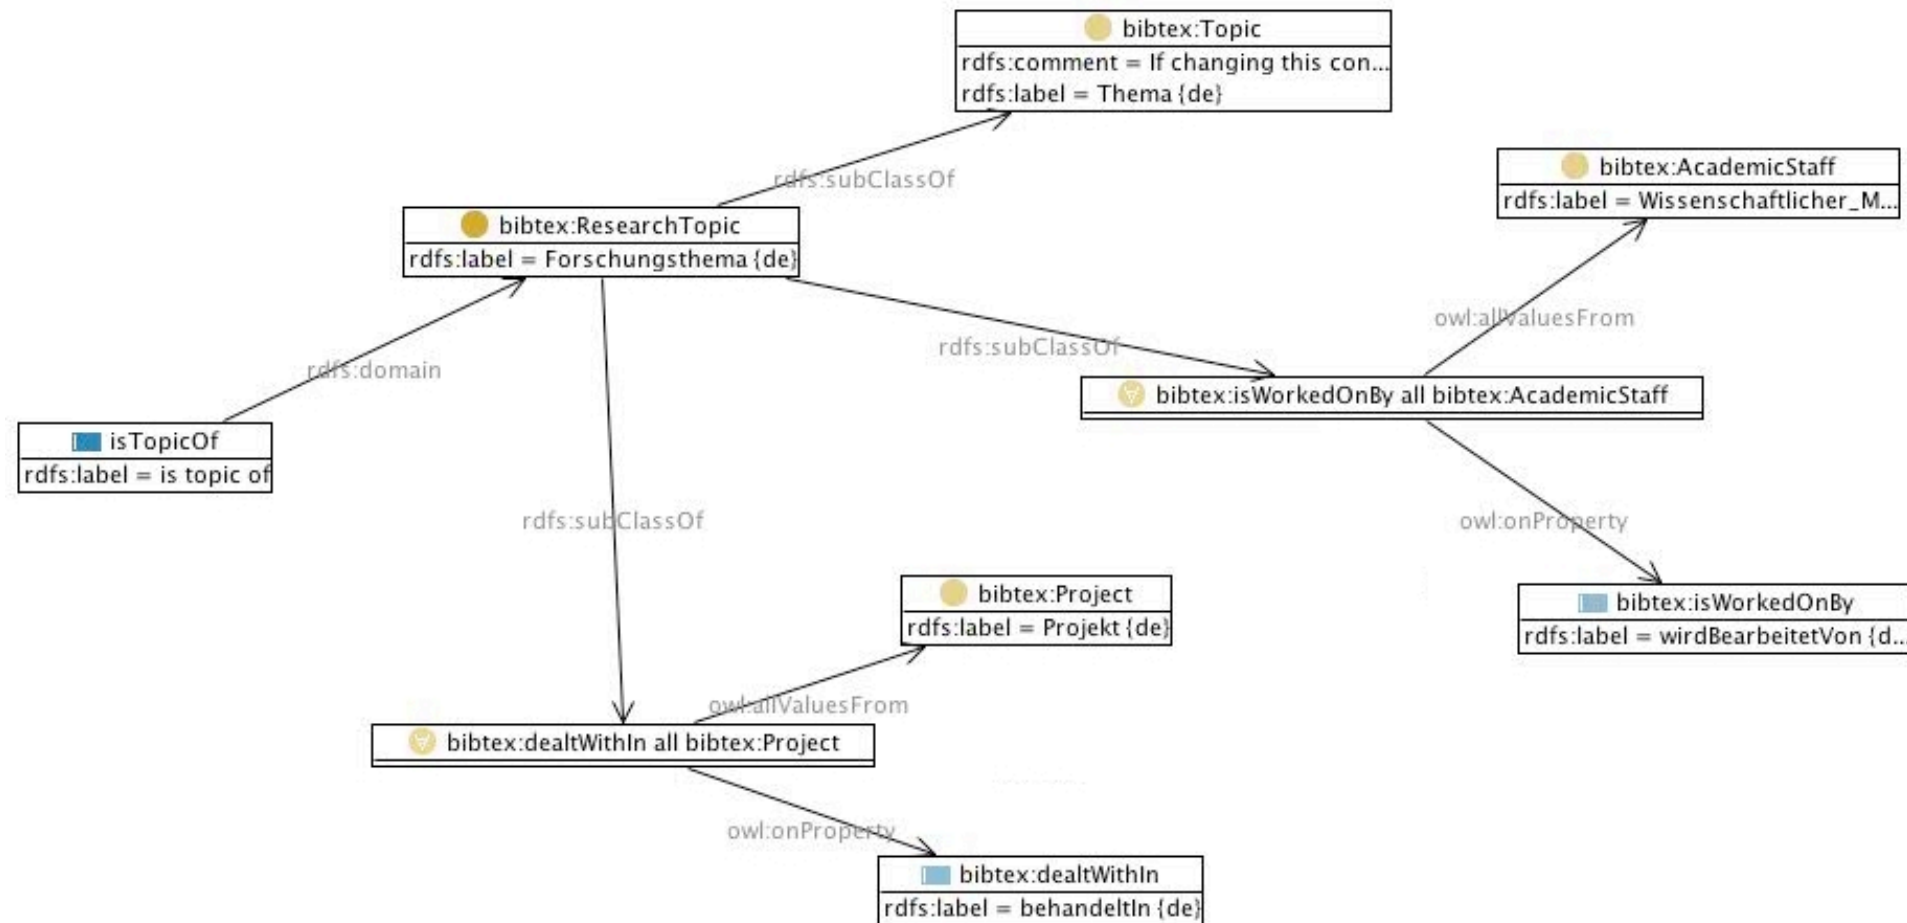 bibtex:Topic
rdfs:comment = If changing this con...
rdfs:label = Thema {de}
bibtex:AcademicStaff
rdfs:label = Wissenschaftlicher_M...
rdfs:subClassOf
bibtex:ResearchTopic
rdfs:label = Forschungsthema {de}
owl:allValuesFrom
rdfs:subClassOf
rdfs:domain
bibtex:isWorkedOnBy all bibtex:AcademicStaff
isTopicOf
rdfs:label = is topic of
rdfs:subClassOf
owl:onProperty
bibtex:Project
rdfs:label = Projekt {de}
bibtex:isWorkedOnBy
rdfs:label = wirdBearbeitetVon {d...
owl:allValuesFrom
bibtex:dealtWithIn all bibtex:Project
owl:onProperty
bibtex:dealtWithIn
rdfs:label = behandeltIn {de}